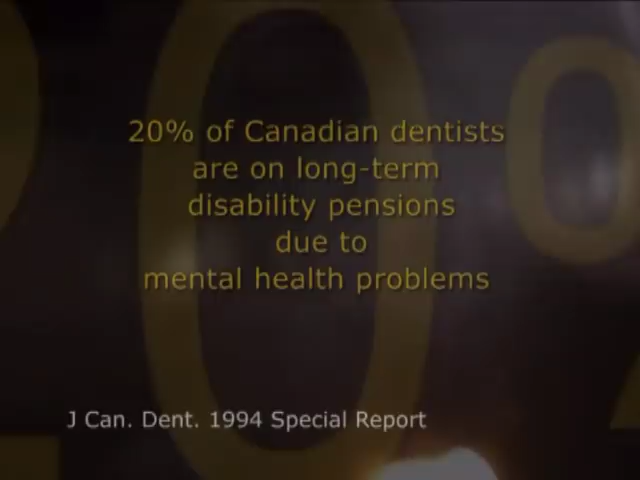 20% of Canadian dentists
are on long-term
disability pensions
due to
mental health problems
J Can. Dent. 1994 Special Report
20%